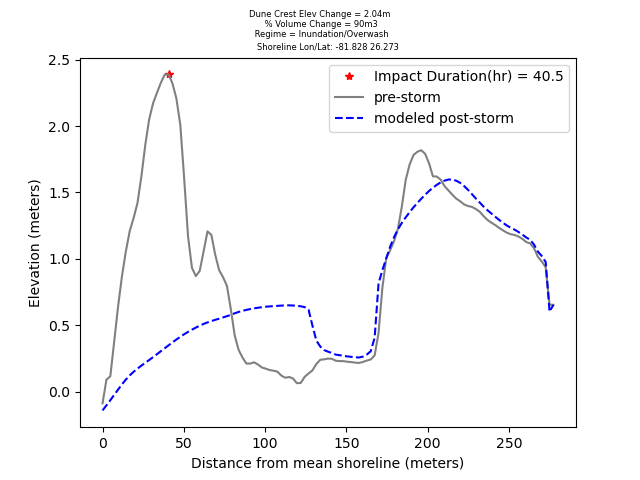 Dune Crest Elev Change = 2.04m
% Volume Change = 90m3
Regime = Inundation/Overwash
Shoreline Lon/Lat: -81.828 26.273
Impact Duration(hr) = 40.5
pre-storm
modeled post-storm
Elevation (meters)
2.5
2.0
1.5
1.0
0.5
0.0
0
50
100
150
200
250
Distance from mean shoreline (meters)